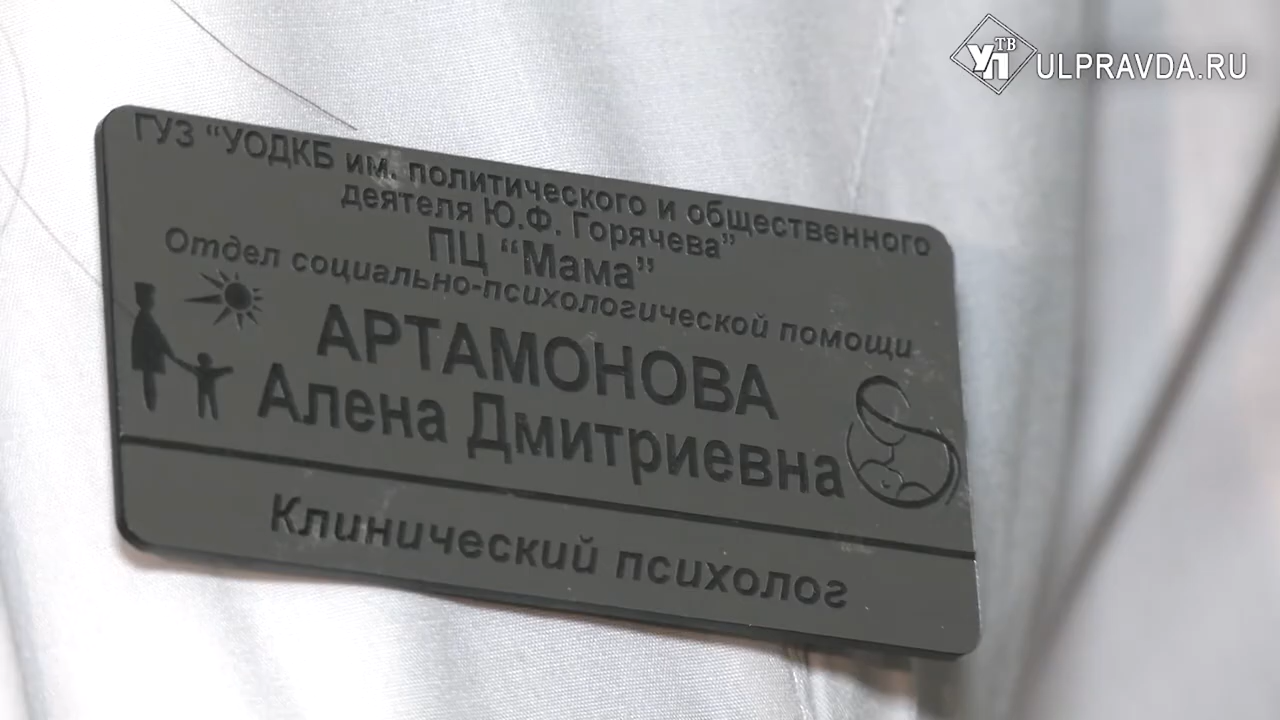 УП ТВ
ULPRAVDA.RU
ГУЗ “УОДКБ им. политического и общественного
деятеля Ю.Ф. Горячева”
ПЦ “Мама”
Отдел социально-психологической помощи
АРТАМОНОВА
Алена Дмитриевна
Клинический психолог